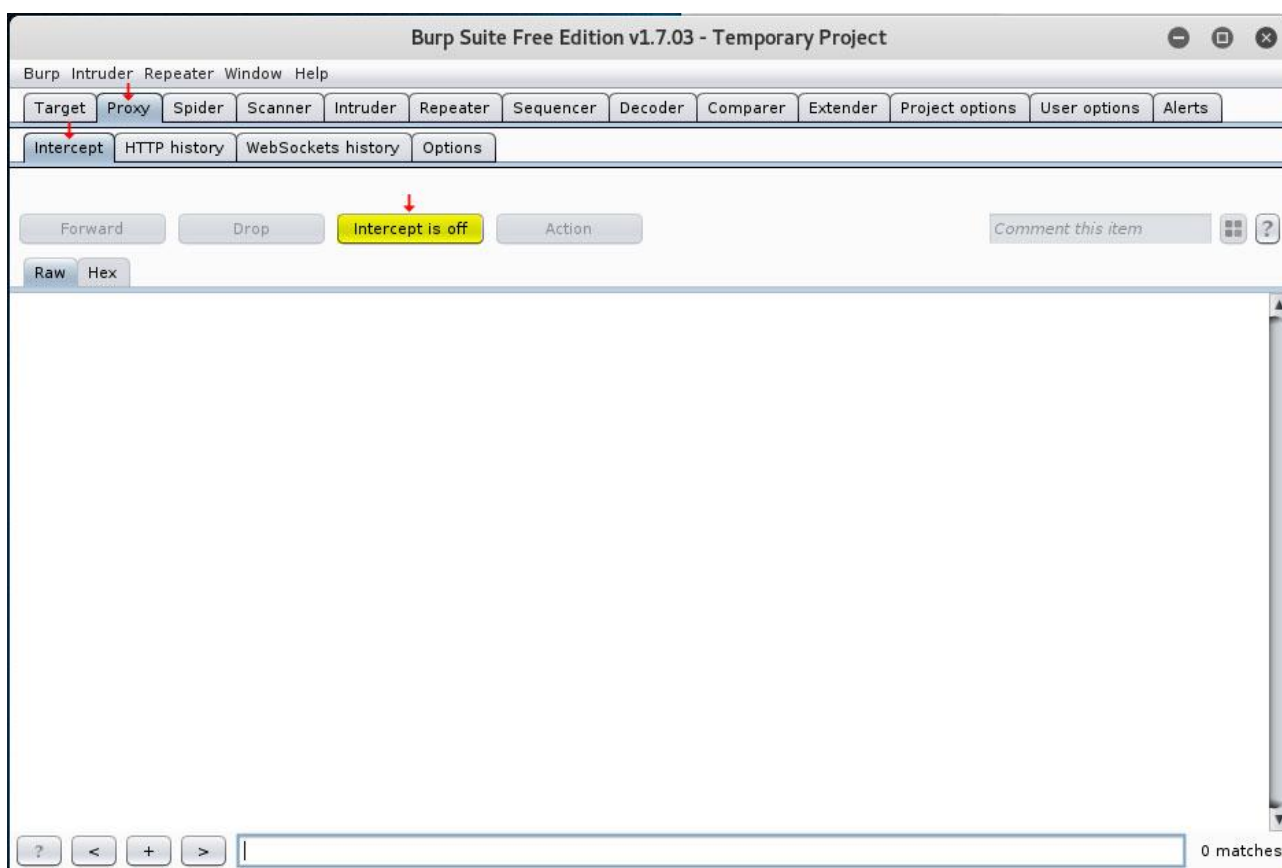 Burp Suite Free Edition v1.7.03 - Temporary Project
Burp Intruder Repeater Window Help
Target Proxy Spider Scanner Intruder Repeater Sequencer Decoder Comparer Extender Project options User options Alerts
Intercept HTTP history WebSockets history Options
Forward Drop Intercept is off Action Comment this item ?
Raw Hex
? < + > 0 matches